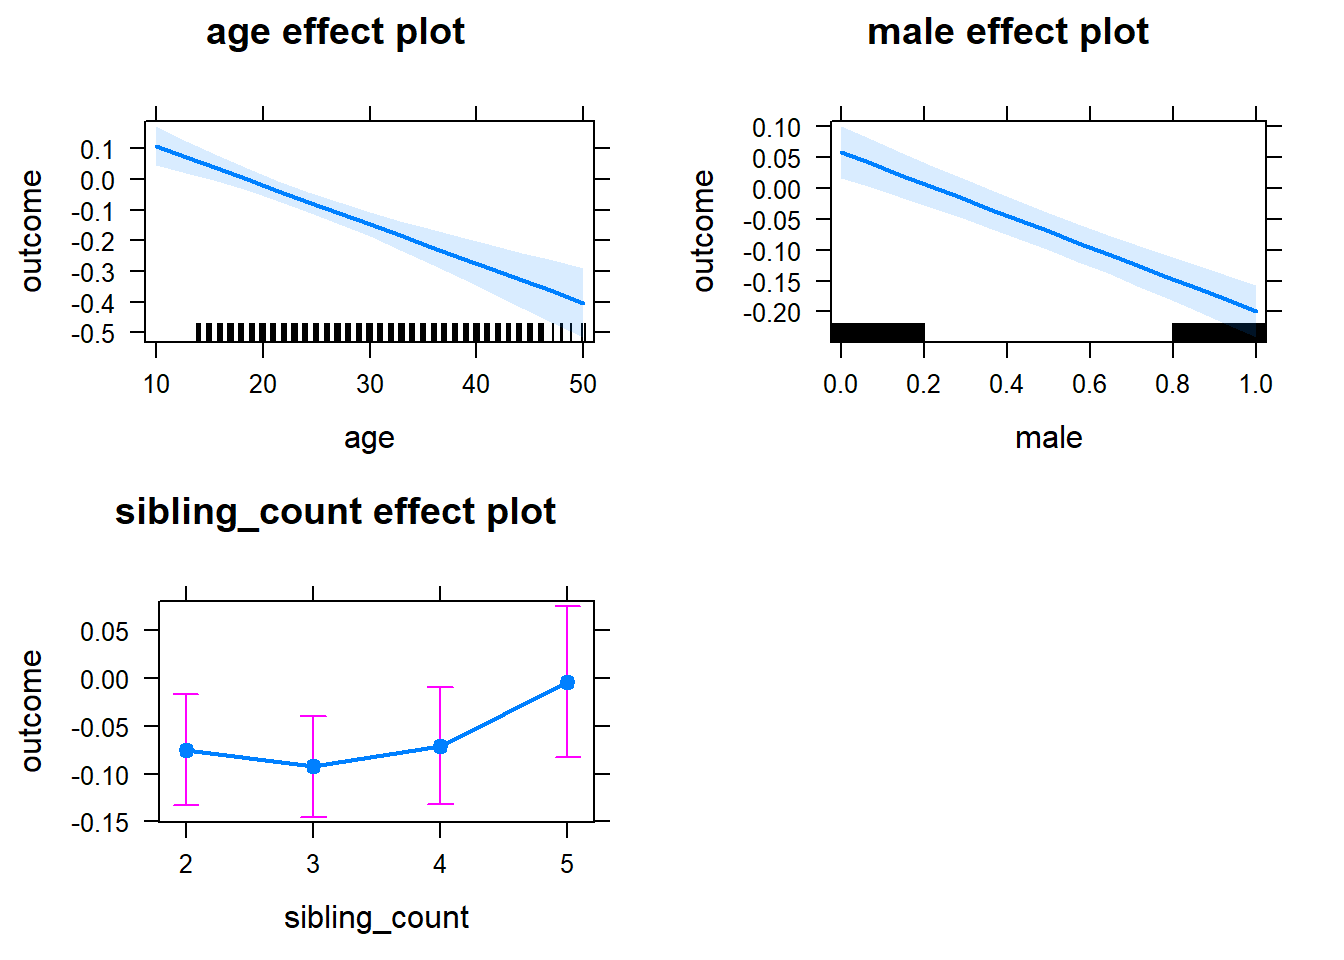 age effect plot
outcome
0.1
0.0
-0.1
-0.2
-0.3
-0.4
-0.5
10 20 30 40 50
age
male effect plot
outcome
0.10
0.05
0.00
-0.05
-0.10
-0.15
-0.20
0.0 0.2 0.4 0.6 0.8 1.0
male
sibling_count effect plot
outcome
0.05
0.00
-0.05
-0.10
-0.15
2 3 4 5
sibling_count